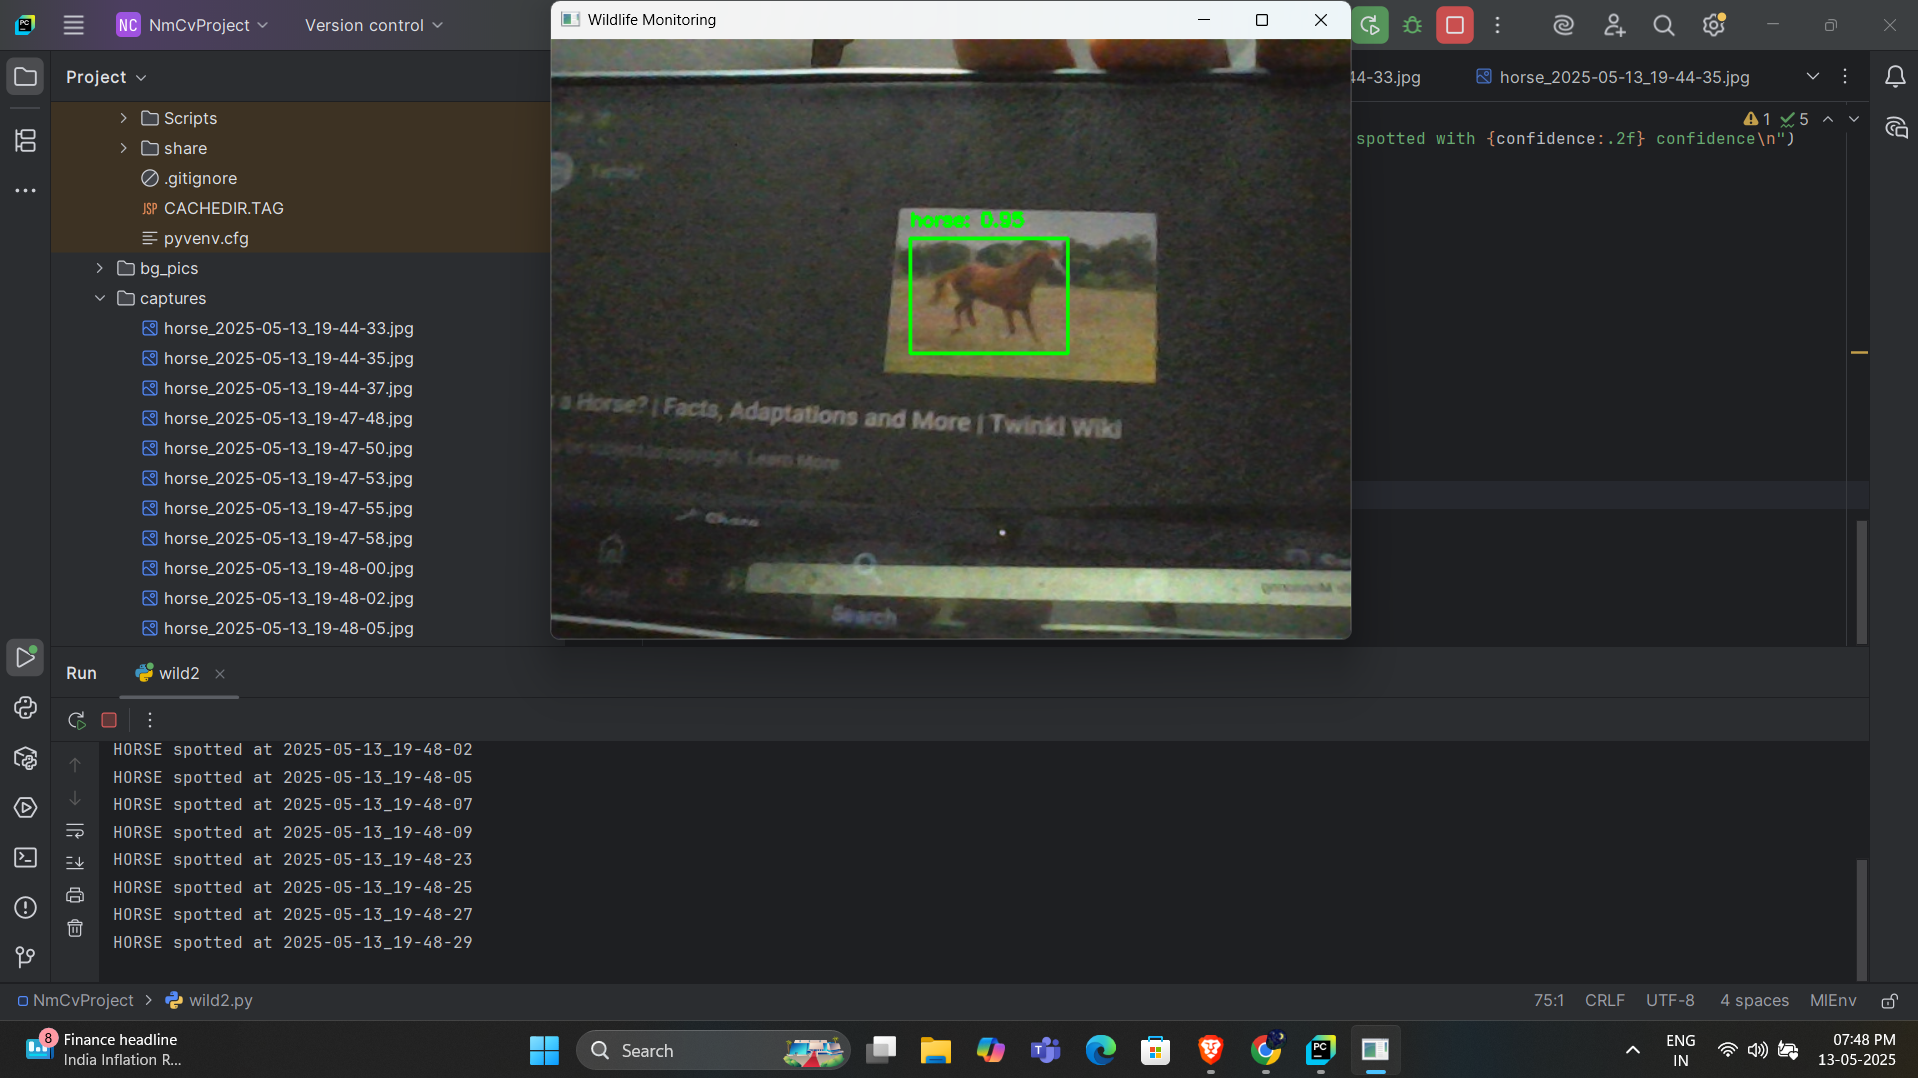 NC NmCvProject
Version control
Wildlife Monitoring
Project
44-33.jpg
horse_2025-05-13_19-44-35.jpg
1 5
spotted with {confidence:.2f} confidence\n")
Scripts
share
.gitignore
JSP CACHEDIR.TAG
pyvenv.cfg
bg_pics
captures
horse_2025-05-13_19-44-33.jpg
horse_2025-05-13_19-44-35.jpg
horse_2025-05-13_19-44-37.jpg
horse_2025-05-13_19-47-48.jpg
horse_2025-05-13_19-47-50.jpg
horse_2025-05-13_19-47-53.jpg
horse_2025-05-13_19-47-55.jpg
horse_2025-05-13_19-47-58.jpg
horse_2025-05-13_19-48-00.jpg
horse_2025-05-13_19-48-02.jpg
horse_2025-05-13_19-48-05.jpg
horse: 0.95
a Horse? | Facts, Adaptations and More | Twinkl Wiki
Learn More
Share
Search
Run
wild2
HORSE spotted at 2025-05-13_19-48-02
HORSE spotted at 2025-05-13_19-48-05
HORSE spotted at 2025-05-13_19-48-07
HORSE spotted at 2025-05-13_19-48-09
HORSE spotted at 2025-05-13_19-48-23
HORSE spotted at 2025-05-13_19-48-25
HORSE spotted at 2025-05-13_19-48-27
HORSE spotted at 2025-05-13_19-48-29
NmCvProject
wild2.py
75:1 CRLF UTF-8 4 spaces MlEnv
8
Finance headline
India Inflation R...
Search
ENG
IN
07:48 PM
13-05-2025